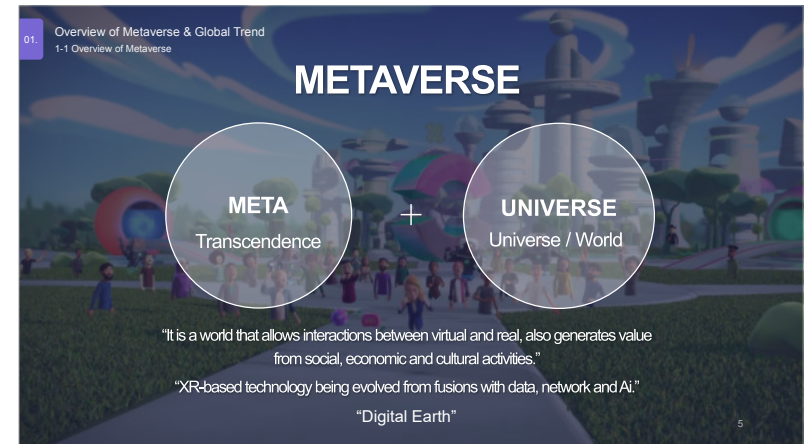 01.
Overview of Metaverse & Global Trend
1-1 Overview of Metaverse
METAVERSE
META
Transcendence
+
UNIVERSE
Universe / World
“It is a world that allows interactions between virtual and real, also generates value
from social, economic and cultural activities.”
“XR-based technology being evolved from fusions with data, network and Ai.”
“Digital Earth”
5